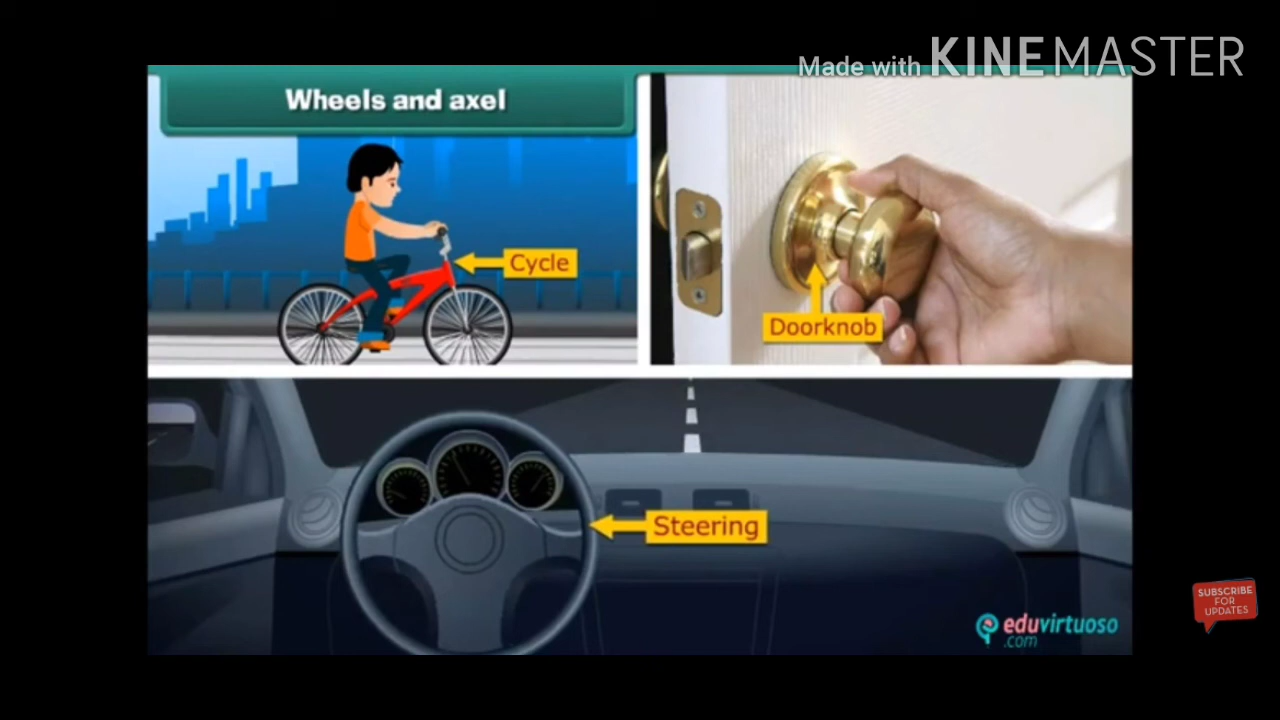 Made with KINEMASTER
Wheels and axel
Cycle
Doorknob
Steering
SUBSCRIBE
FOR
UPDATES
eduvirtuoso
.com